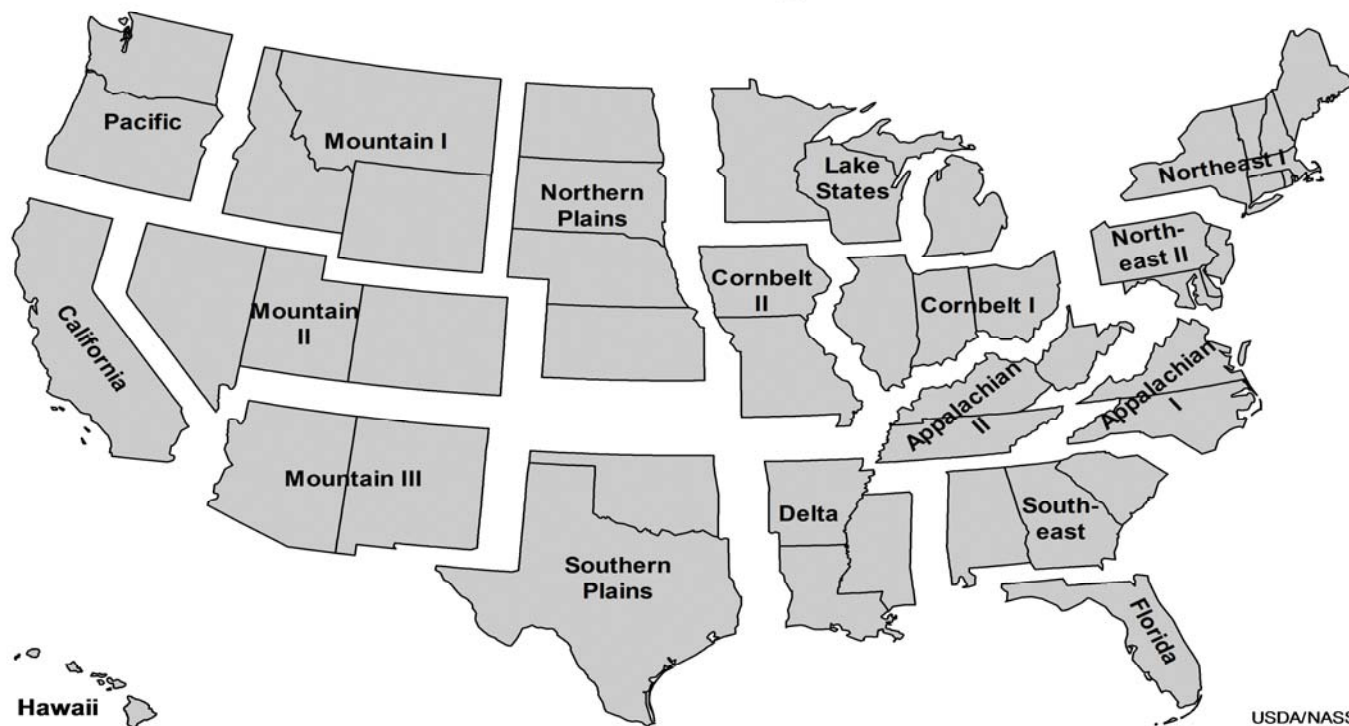 Pacific
Mountain I
Northern
Plains
Lake
States
Northeast I
North-
east II
Cornbelt
II
Cornbelt I
Mountain
II
California
Appalachian
II
Appalachian
I
Mountain III
Delta
South-
east
Southern
Plains
Florida
Hawaii
USDA/NASS